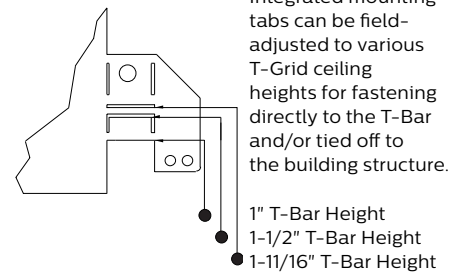 Integrated mounting
tabs can be field-
adjusted to various
T-Grid ceiling
heights for fastening
directly to the T-Bar
and/or tied off to
the building structure.
1" T-Bar Height
1-1/2" T-Bar Height
1-11/16" T-Bar Height